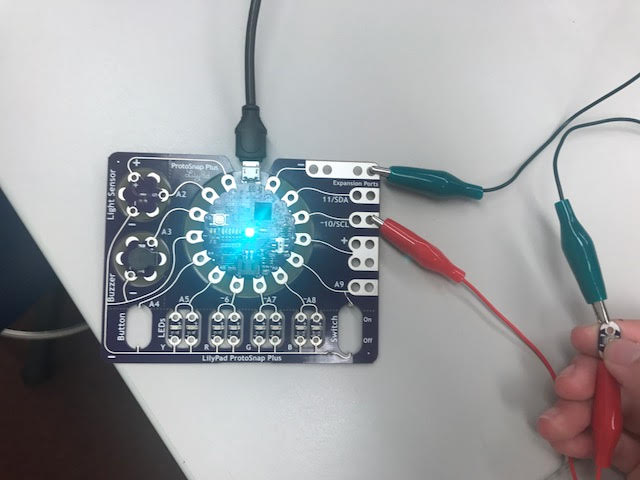 ProtoSnap Plus
Light Sensor
+
-
A2
A3
Buzzer
-
Expansion Ports
11/SDA
~10/SCL
+
A9
A4
Button
LEDs
A5
~6
~A7
~A8
Switch
On
Off
Y
R
G
B
LilyPad ProtoSnap Plus